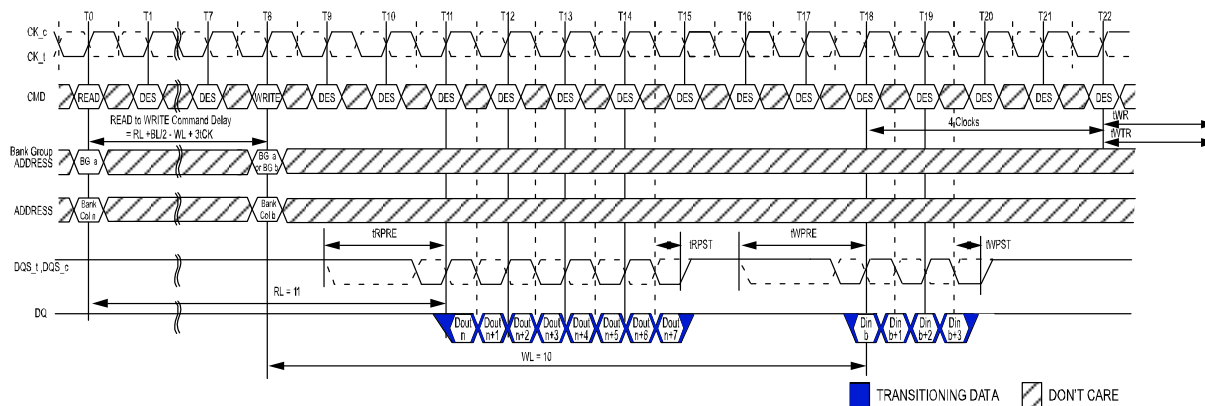 T0 T1 T7 T8 T9 T10 T11 T12 T13 T14 T15 T16 T17 T18 T19 T20 T21 T22
CK_c
CK_t
CMD READ DES DES WRITE DES DES DES DES DES DES DES DES DES DES DES DES DES DES
READ to WRITE Command Delay
= RL +BL/2 - WL + 3tCK
4 Clocks
tWR
tWTR
Bank Group
ADDRESS
BG a
BG a
or BG b
ADDRESS
Bank
Col n
Bank
Col b
tRPRE tRPST tWPRE tWPST
DQS_t ,DQS_c
RL = 11
DQ
Dout
n
Dout
n+1
Dout
n+2
Dout
n+3
Dout
n+4
Dout
n+5
Dout
n+6
Dout
n+7
Din
b
Din
b+1
Din
b+2
Din
b+3
WL = 10
TRANSITIONING DATA DON'T CARE